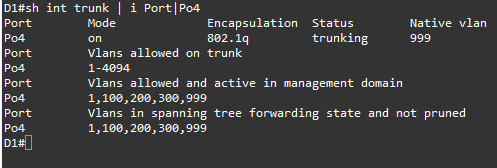 D1#sh int trunk | i Port|Po4
Port        Mode             Encapsulation  Status        Native vlan
Po4         on               802.1q         trunking      999
Port        Vlans allowed on trunk
Po4         1-4094
Port        Vlans allowed and active in management domain
Po4         1,100,200,300,999
Port        Vlans in spanning tree forwarding state and not pruned
Po4         1,100,200,300,999
D1#